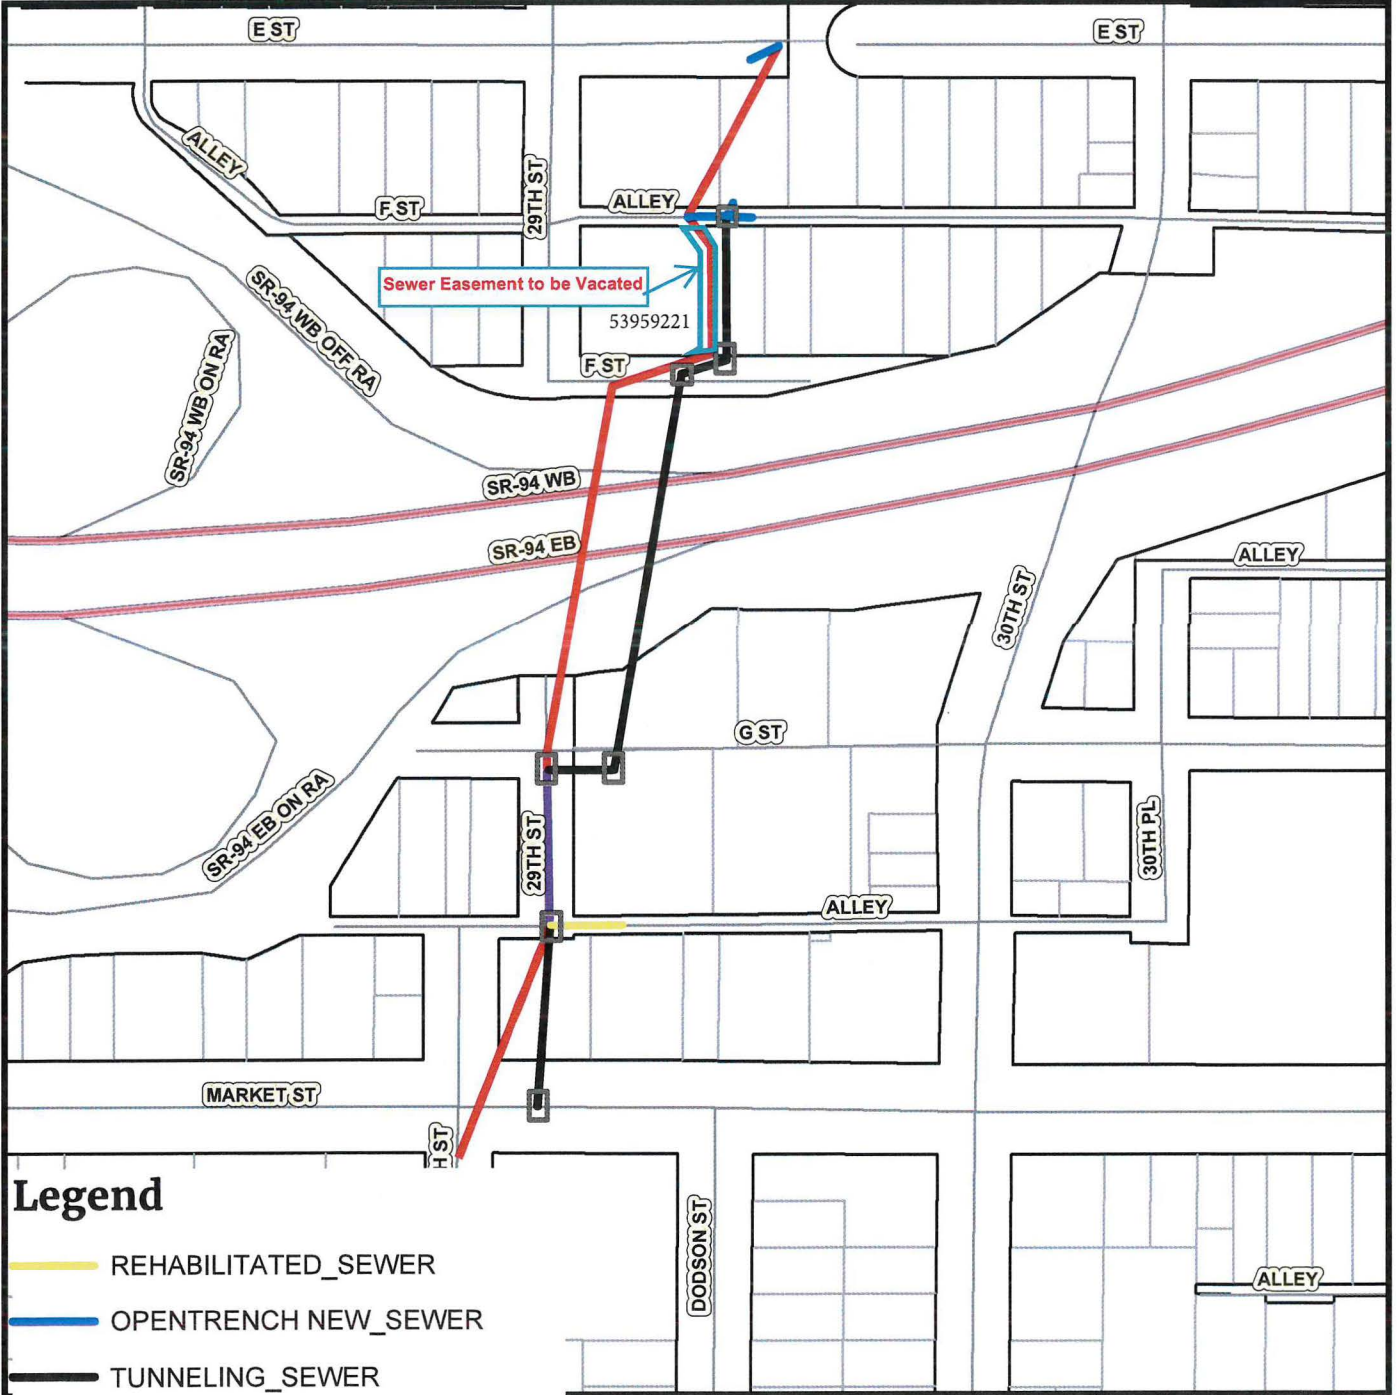 E ST
E ST
ALLEY
F ST
29TH ST
ALLEY
Sewer Easement to be Vacated
53959221
SR-94 WB OFF RA
SR-94 WB ON RA
F ST
SR-94 WB
SR-94 EB
ALLEY
30TH ST
G ST
SR-94 EB ON RA
29TH ST
30TH PL
ALLEY
MARKET ST
H ST
DODSON ST
ALLEY
Legend
REHABILITATED_SEWER
OPENTRENCH NEW_SEWER
TUNNELING_SEWER